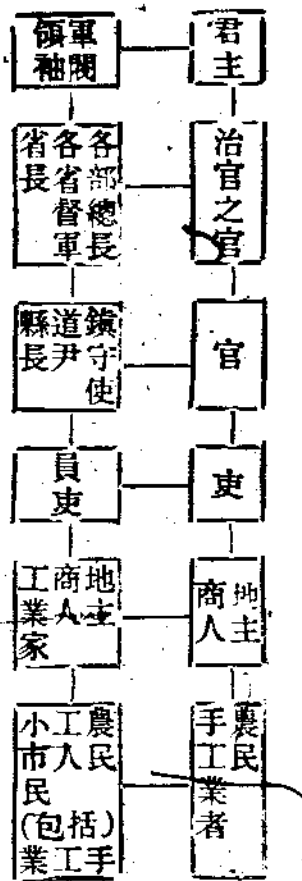 君主
治官之官
官
吏
地主
商人
農民
手工業者
軍閥
領袖
各部總長
各省督軍
省長
鎮守使
道尹
縣長
員吏
地主
商人
工業家
農民
工人
小市民
(包括)
手工業